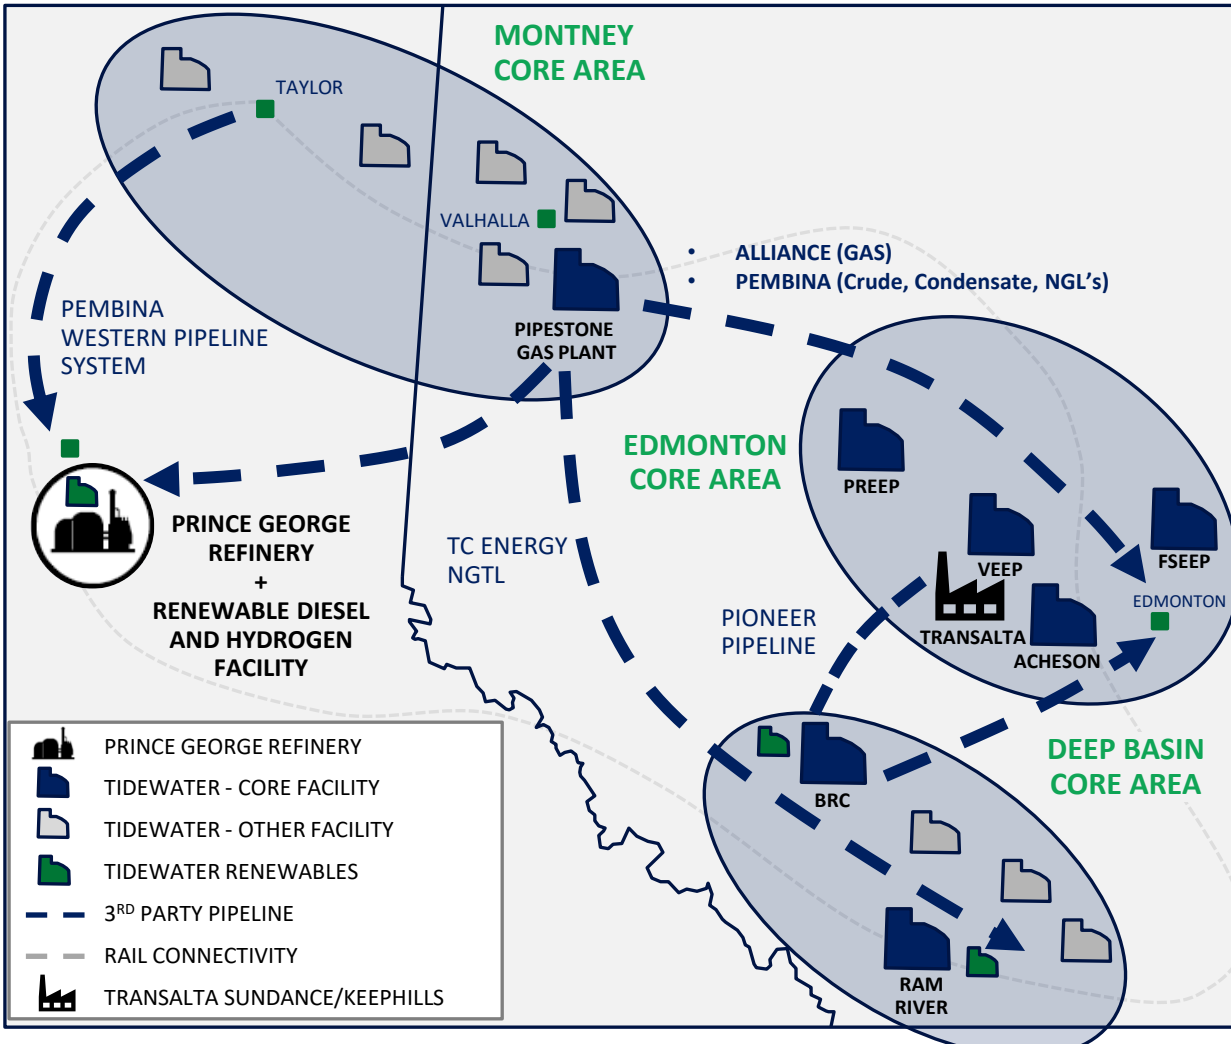 MONTNEY
CORE AREA
TAYLOR
VALHALLA
• ALLIANCE (GAS)
• PEMBINA (Crude, Condensate, NGL's)
PEMBINA
WESTERN PIPELINE
SYSTEM
PIPESTONE
GAS PLANT
EDMONTON
CORE AREA
PREEP
VEEP
FSEEP
EDMONTON
TRANSALTA
ACHESON
PRINCE GEORGE
REFINERY
+
RENEWABLE DIESEL
AND HYDROGEN
FACILITY
TC ENERGY
NGTL
PIONEER
PIPELINE
DEEP BASIN
CORE AREA
BRC
RAM
RIVER
PRINCE GEORGE REFINERY
TIDEWATER - CORE FACILITY
TIDEWATER - OTHER FACILITY
TIDEWATER RENEWABLES
3RD PARTY PIPELINE
RAIL CONNECTIVITY
TRANSALTA SUNDANCE/KEEPHILLS